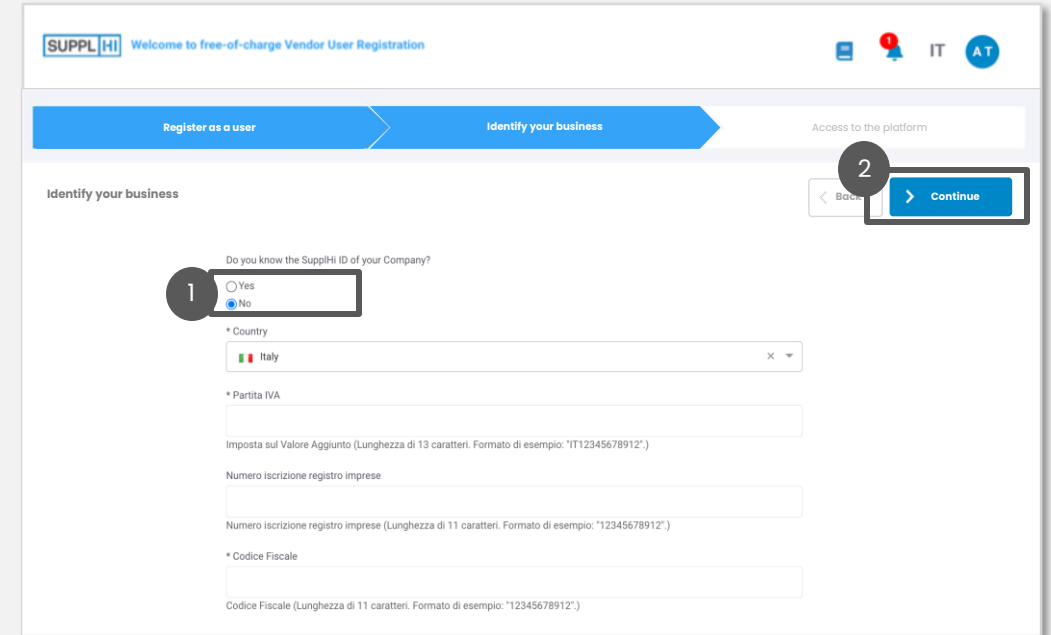 SUPPLHI Welcome to free-of-charge Vendor User Registration 1 IT AT
Register as a user Identify your business Access to the platform
2
Identify your business Back Continue
Do you know the SupplHi ID of your Company?
1
Yes
No
* Country
Italy
* Partita IVA
Imposta sul Valore Aggiunto (Lunghezza di 13 caratteri. Formato di esempio: "IT12345678912".)
Numero iscrizione registro imprese
Numero iscrizione registro imprese (Lunghezza di 11 caratteri. Formato di esempio: "12345678912".)
* Codice Fiscale
Codice Fiscale (Lunghezza di 11 caratteri. Formato di esempio: "12345678912".)